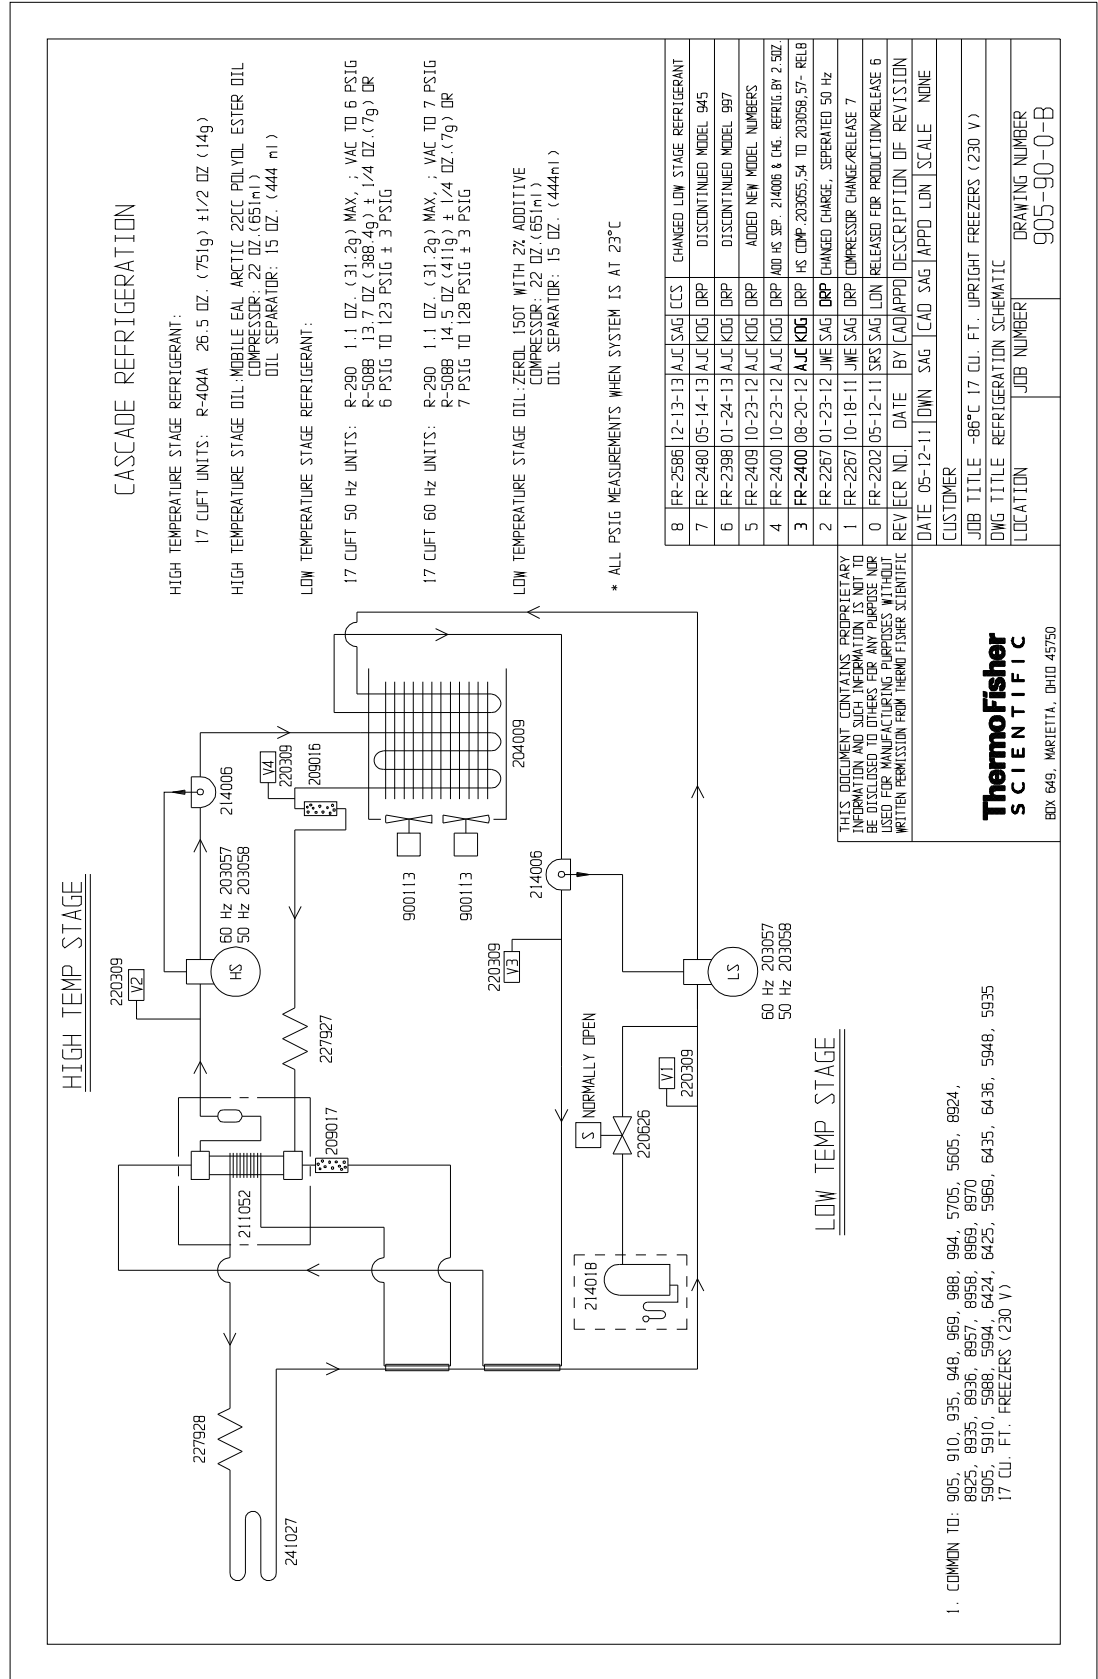 CASCADE REFRIGERATION
HIGH TEMPERATURE STAGE REFRIGERANT:
17 CUFT UNITS: R-404A 26.5 OZ. (751g) ±1/2 OZ (14g)
HIGH TEMPERATURE STAGE OIL: MOBILE EAL ARCTIC 22CC POLYOL ESTER OIL
COMPRESSOR: 22 OZ.(651ml)
OIL SEPARATOR: 15 OZ. (444 ml)
LOW TEMPERATURE STAGE REFRIGERANT:
17 CUFT 50 Hz UNITS: R-290 1.1 OZ. (31.2g) MAX, ; VAC TO 6 PSIG
R-508B 13.7 OZ (388.4g) ± 1/4 OZ.(7g) OR
6 PSIG TO 123 PSIG ± 3 PSIG
17 CUFT 60 Hz UNITS: R-290 1.1 OZ. (31.2g) MAX, ; VAC TO 7 PSIG
R-508B 14.5 OZ (411g) ± 1/4 OZ.(7g) OR
7 PSIG TO 128 PSIG ± 3 PSIG
LOW TEMPERATURE STAGE OIL: ZEROL 150T WITH 2% ADDITIVE
COMPRESSOR: 22 OZ.(651ml)
OIL SEPARATOR: 15 OZ. (444ml)
* ALL PSIG MEASUREMENTS WHEN SYSTEM IS AT 23°C
HIGH TEMP STAGE
220309
V2
HS
60 Hz 203057
50 Hz 203058
214006
V4
220309
209016
204009
900113
900113
227927
209017
211052
227928
241027
214006
220309
V3
S NORMALLY OPEN
220626
214018
V1
220309
LS
60 Hz 203057
50 Hz 203058
LOW TEMP STAGE
1. COMMON TO: 905, 910, 935, 948, 969, 988, 994, 5705, 5605, 8924,
8925, 8935, 8936, 8957, 8958, 8969, 8970
5905, 5910, 5988, 5994, 6424, 6425, 5969, 6435, 6436, 5948, 5935
17 CU. FT. FREEZERS (230 V)
8 FR-2586 12-13-13 AJC SAG CCS CHANGED LOW STAGE REFRIGERANT
7 FR-2480 05-14-13 AJC KDG DRP DISCONTINUED MODEL 945
6 FR-2398 01-24-13 AJC KDG DRP DISCONTINUED MODEL 997
5 FR-2409 10-23-12 AJC KDG DRP ADDED NEW MODEL NUMBERS
4 FR-2400 10-23-12 AJC KDG DRP ADD HS SEP. 214006 & CHG. REFRIG.BY 2.5OZ.
3 FR-2400 08-20-12 AJC KDG DRP HS COMP.203055,54 TO 203058,57- REL8
2 FR-2267 01-23-12 JWE SAG DRP CHANGED CHARGE, SEPERATED 50 Hz
1 FR-2267 10-18-11 JWE SAG DRP COMPRESSOR CHANGE/RELEASE 7
0 FR-2202 05-12-11 SRS SAG LDN RELEASED FOR PRODUCTION/RELEASE 6
REV ECR NO. DATE BY CAD APPD DESCRIPTION OF REVISION
DATE 05-12-11 DWN SAG CAD SAG APPD LDN SCALE NONE
CUSTOMER
JOB TITLE -86°C 17 CU. FT. UPRIGHT FREEZERS (230 V)
DWG TITLE REFRIGERATION SCHEMATIC
LOCATION JOB NUMBER DRAWING NUMBER
905-90-0-B
THIS DOCUMENT CONTAINS PROPRIETARY
INFORMATION AND SUCH INFORMATION IS NOT TO
BE DISCLOSED TO OTHERS FOR ANY PURPOSE NOR
USED FOR MANUFACTURING PURPOSES WITHOUT
WRITTEN PERMISSION FROM THERMO FISHER SCIENTIFIC
ThermoFisher
SCIENTIFIC
BOX 649, MARIETTA, OHIO 45750